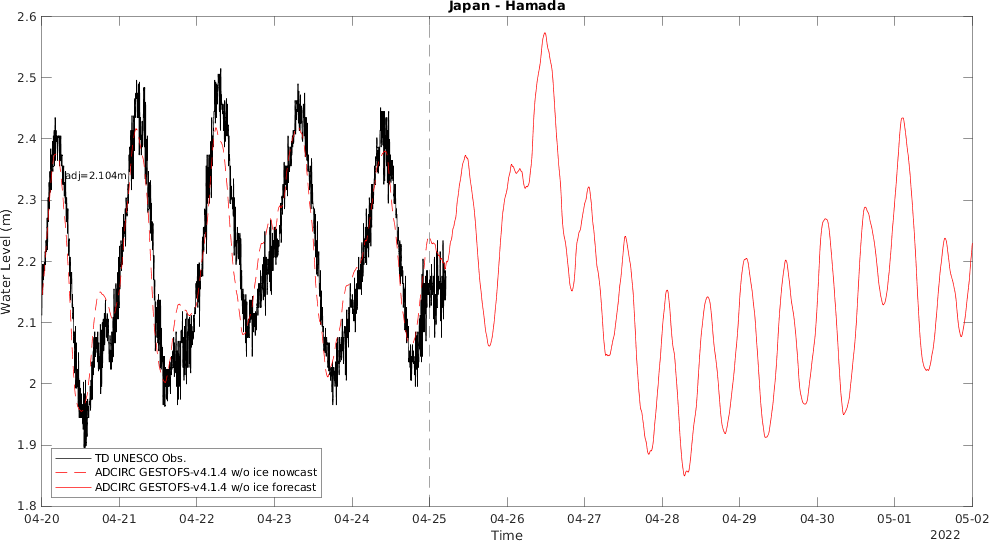 Japan - Hamada
2.6
2.5
2.4
2.3
2.2
2.1
2
1.9
1.8
Water Level (m)
adj=2.104m
TD UNESCO Obs.
ADCIRC GESTOFS-v4.1.4 w/o ice nowcast
ADCIRC GESTOFS-v4.1.4 w/o ice forecast
04-20 04-21 04-22 04-23 04-24 04-25 04-26 04-27 04-28 04-29 04-30 05-01 05-02
Time
2022